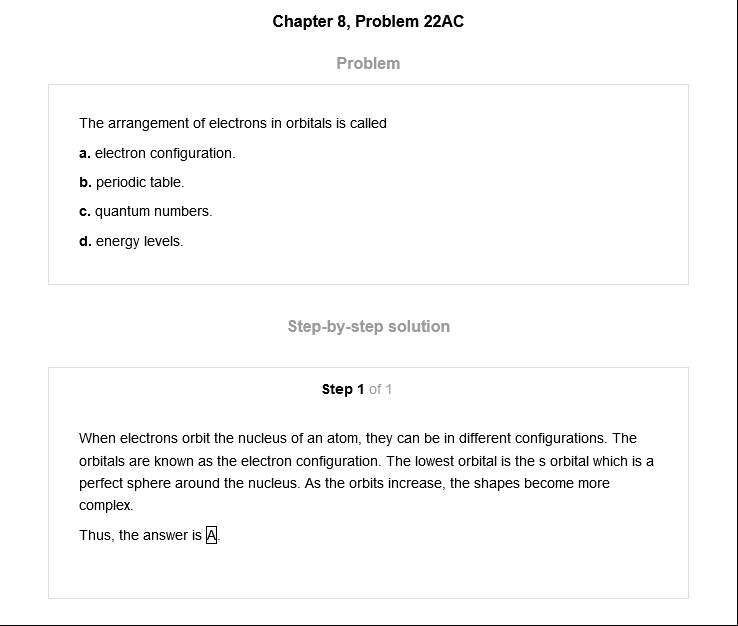 Chapter 8, Problem 22AC
Problem
The arrangement of electrons in orbitals is called
a. electron configuration.
b. periodic table.
c. quantum numbers.
d. energy levels.
Step-by-step solution
Step 1 of 1
When electrons orbit the nucleus of an atom, they can be in different configurations. The
orbitals are known as the electron configuration. The lowest orbital is the s orbital which is a
perfect sphere around the nucleus. As the orbits increase, the shapes become more
complex.
Thus, the answer is A.